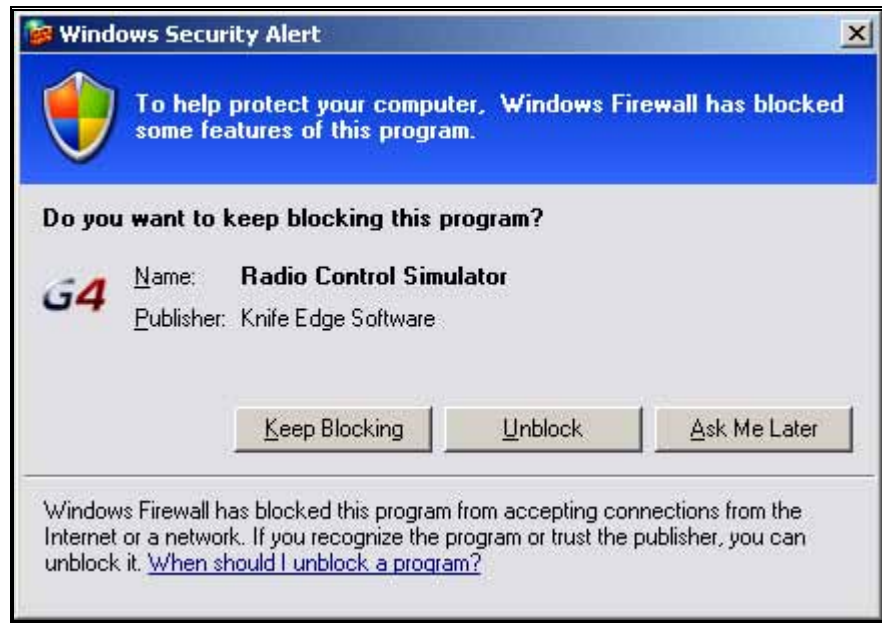 Windows Security Alert
To help protect your computer, Windows Firewall has blocked
some features of this program.
Do you want to keep blocking this program?
G4
Name: Radio Control Simulator
Publisher: Knife Edge Software
Keep Blocking Unblock Ask Me Later
Windows Firewall has blocked this program from accepting connections from the
Internet or a network. If you recognize the program or trust the publisher, you can
unblock it. When should I unblock a program?